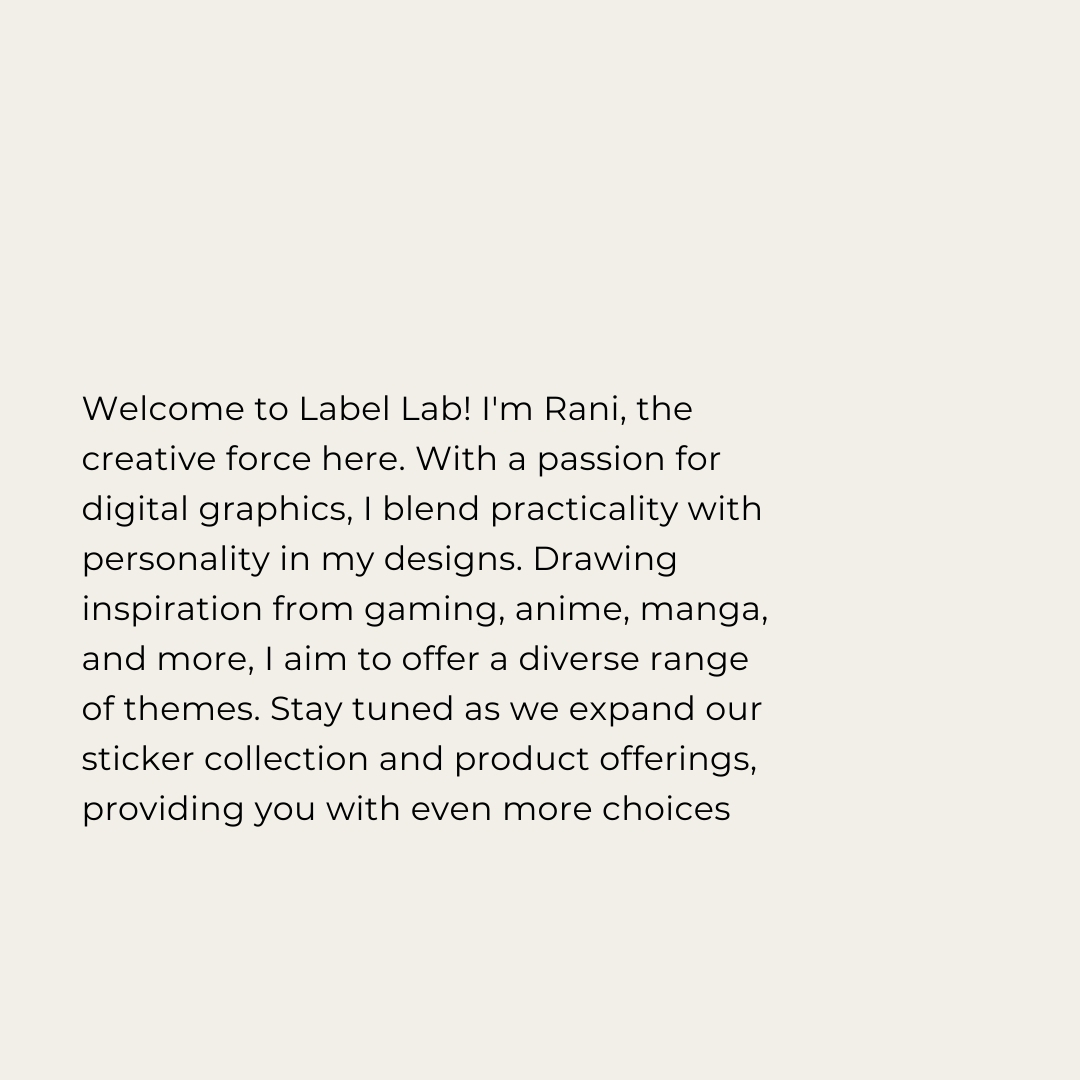 Welcome to Label Lab! I'm Rani, the
creative force here. With a passion for
digital graphics, I blend practicality with
personality in my designs. Drawing
inspiration from gaming, anime, manga,
and more, I aim to offer a diverse range
of themes. Stay tuned as we expand our
sticker collection and product offerings,
providing you with even more choices